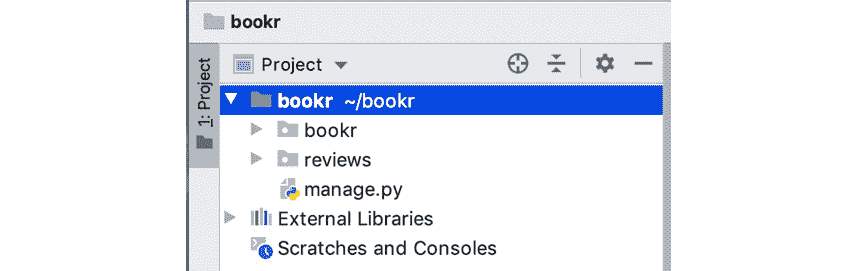 bookr
1: Project
Project
bookr ~/bookr
bookr
reviews
manage.py
External Libraries
Scratches and Consoles